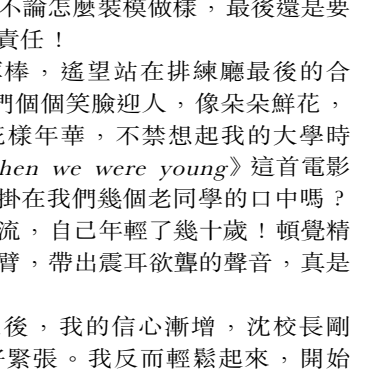 不論怎麼裝模做樣，最後還是要
責任！
棒，遙望站在排練廳最後的合
們個個笑臉迎人，像朵朵鮮花，
花樣年華，不禁想起我的大學時
hen we were young》這首電影
掛在我們幾個老同學的口中嗎？
流，自己年輕了幾十歲！頓覺精
臂，帶出震耳欲聾的聲音，真是
後，我的信心漸增，沈校長剛
好緊張。我反而輕鬆起來，開始